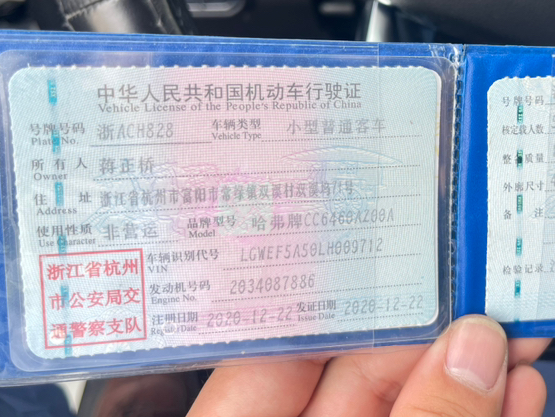 中华人民共和国机动车行驶证
Vehicle License of the People's Republic of China
号牌号码 浙ACH828 车辆类型 小型普通客车
Plate No. Vehicle Type
所有人 蒋正桥
Owner
住址 浙江省杭州市富阳市常绿镇双溪村
Address
使用性质 非营运 品牌型号 哈弗牌CC6460AZ00A
Use Character Model
浙江省杭州市公安局交通警察支队
车辆识别代号 LGWEF5A50LH009712
VIN
发动机号码 2034087886
Engine No.
注册日期 2020-12-22 发证日期 2020-12-22
Register Date Issue Date
号牌号码
核定载人数
整备质量
外廓尺寸
备注
检验记录